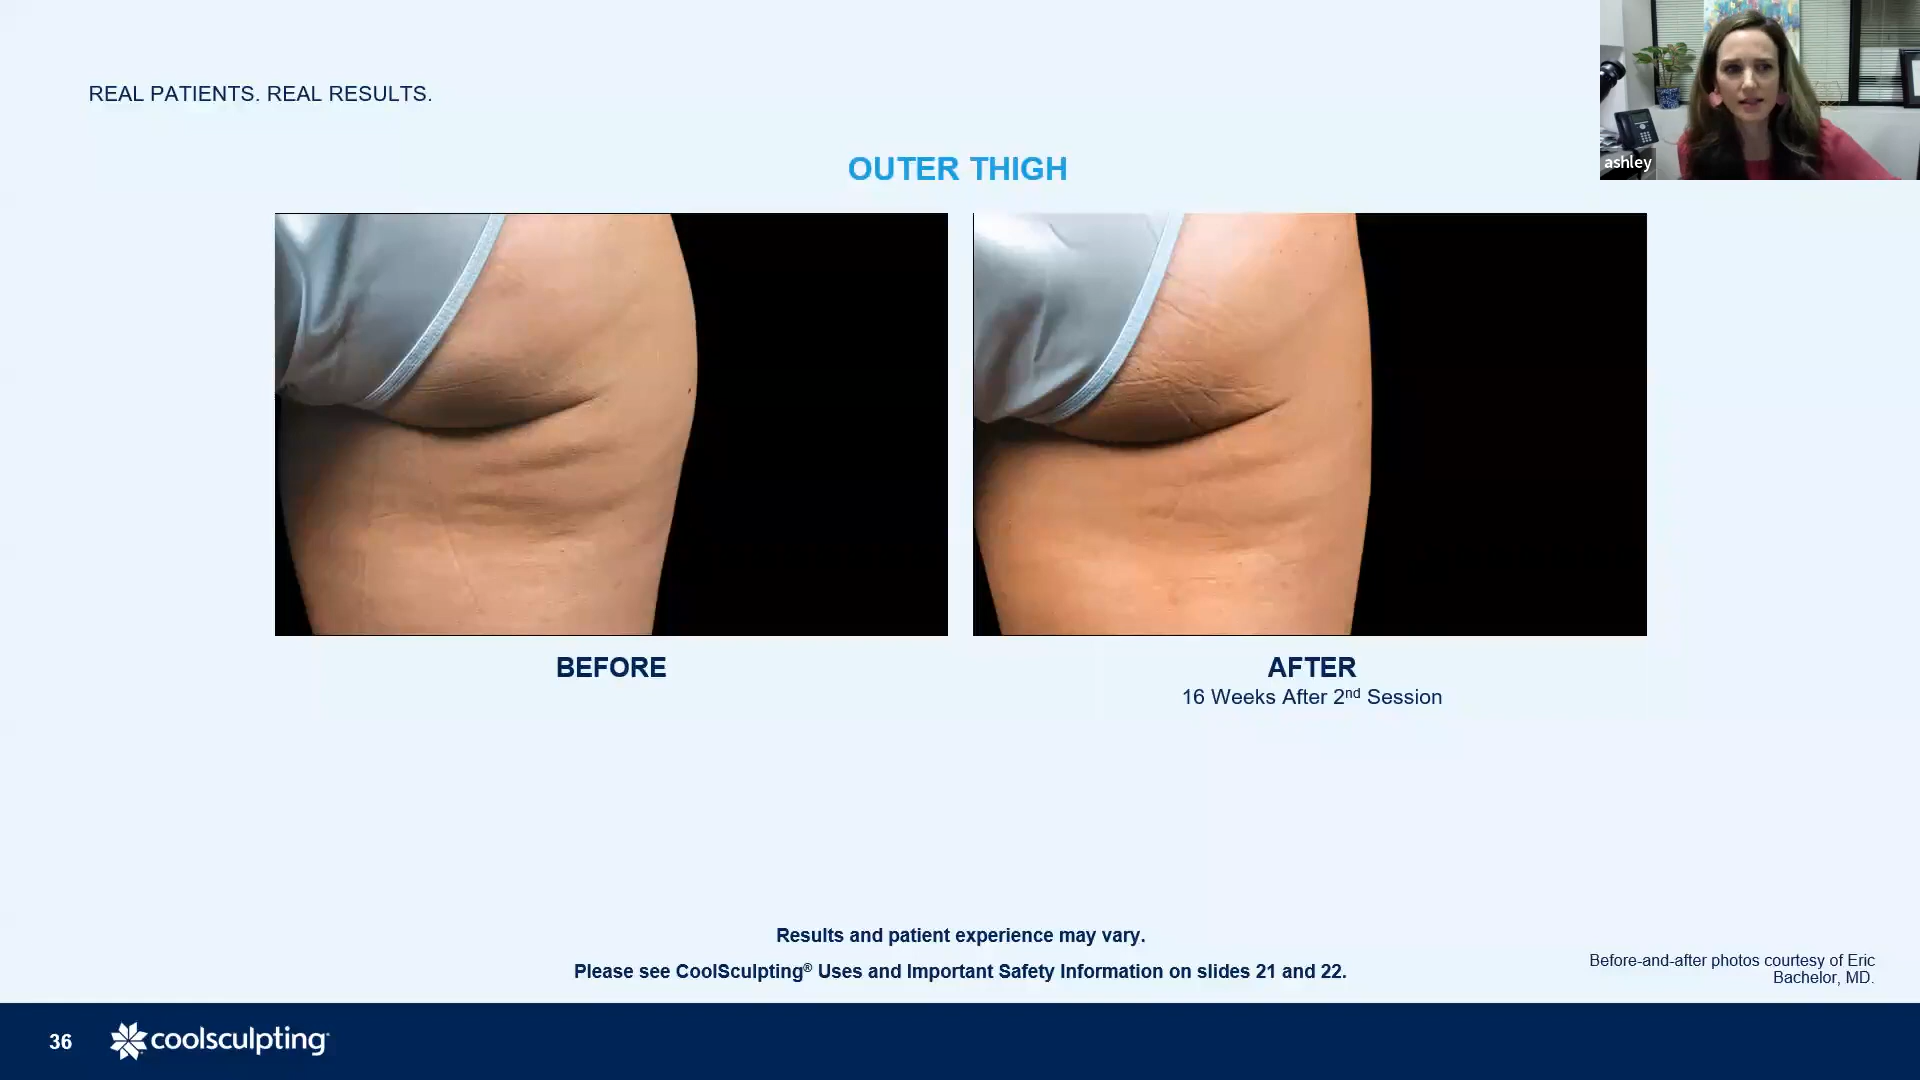 REAL PATIENTS. REAL RESULTS.
ashley
OUTER THIGH
BEFORE
AFTER
16 Weeks After 2nd Session
Results and patient experience may vary.
Please see CoolSculpting® Uses and Important Safety Information on slides 21 and 22.
Before-and-after photos courtesy of Eric
Bachelor, MD.
36
coolsculpting